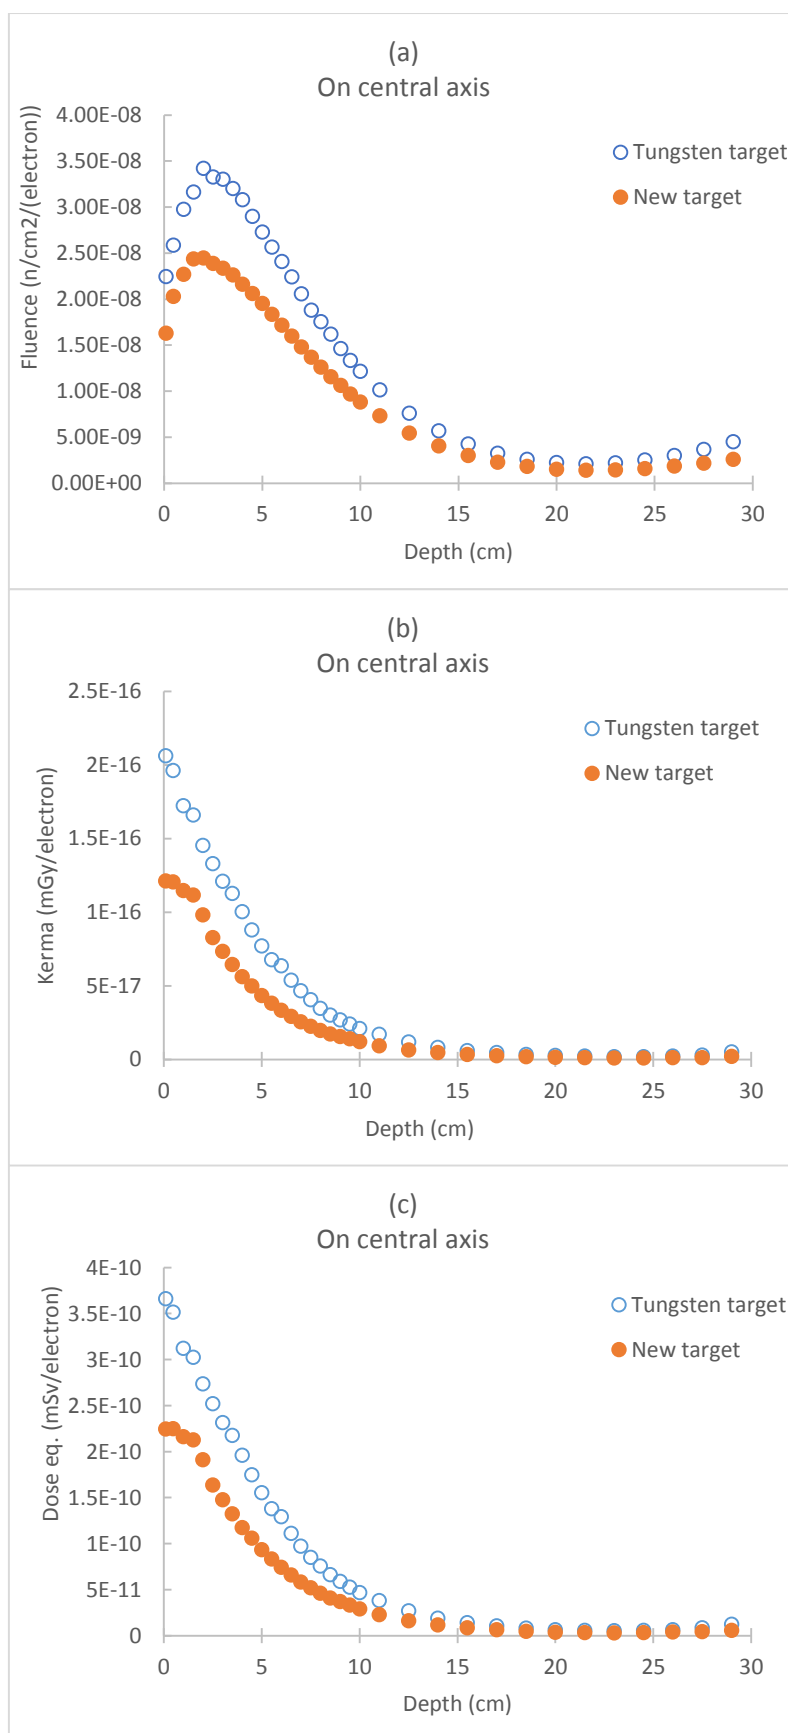 (a)
On central axis
Fluence (n/cm2/(electron))
4.00E-08
3.50E-08
3.00E-08
2.50E-08
2.00E-08
1.50E-08
1.00E-08
5.00E-09
0.00E+00
Tungsten target
New target
0 5 10 15 20 25 30
Depth (cm)
(b)
On central axis
Kerma (mGy/electron)
2.5E-16
2E-16
1.5E-16
1E-16
5E-17
0
Tungsten target
New target
0 5 10 15 20 25 30
Depth (cm)
(c)
On central axis
Dose eq. (mSv/electron)
4E-10
3.5E-10
3E-10
2.5E-10
2E-10
1.5E-10
1E-10
5E-11
0
Tungsten target
New target
0 5 10 15 20 25 30
Depth (cm)